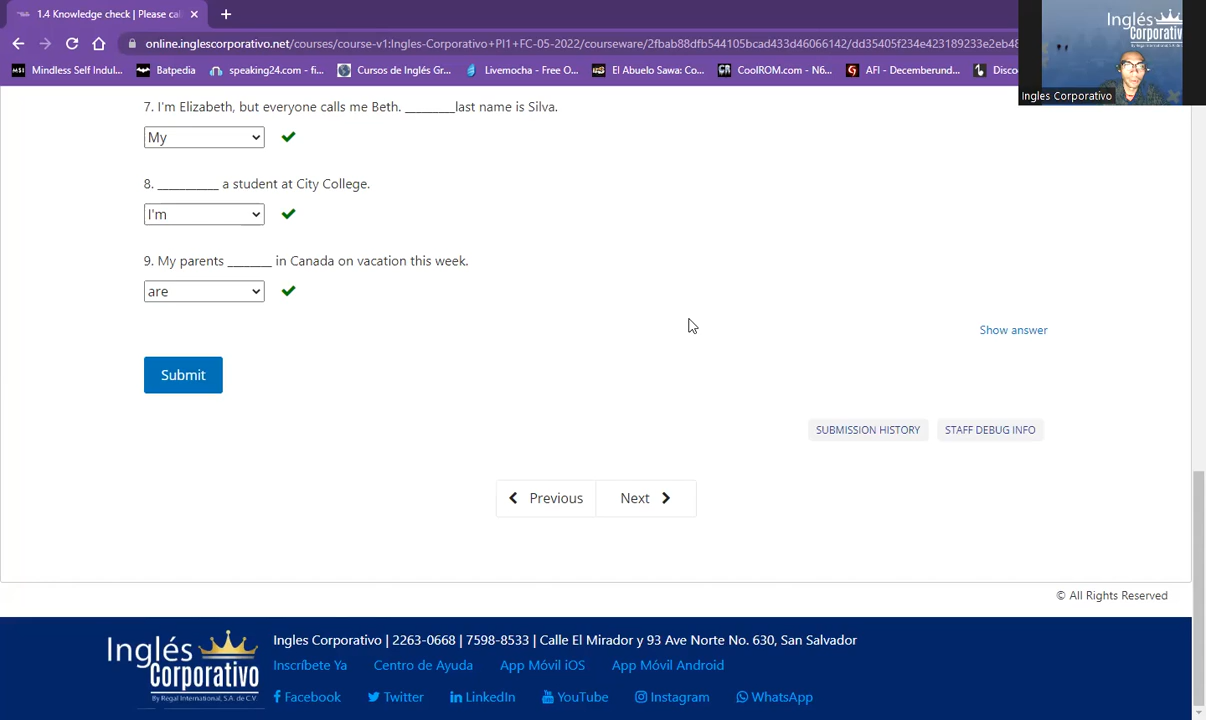 1.4 Knowledge check | Please cal
online.inglescorporativo.net/courses/course-v1:Ingles-Corporativo+PI1+FC-05-2022/courseware/2fbab88dfb544105bcad433d46066142/dd35405f234e423189233e2eb48
Mindless Self Indul... Batpedia speaking24.com - fi... Cursos de Inglés Gr... Livemocha - Free O... El Abuelo Sawa: Co... CoolROM.com - N6... AFI - Decemberund... Disco
Inglés
Ingles Corporativo
7. I'm Elizabeth, but everyone calls me Beth. _________last name is Silva.
My
8. ___________ a student at City College.
I'm
9. My parents ________ in Canada on vacation this week.
are
Show answer
Submit
SUBMISSION HISTORY STAFF DEBUG INFO
Previous Next
© All Rights Reserved
Inglés Corporativo
By Regal International, S.A. de C.V.
Ingles Corporativo | 2263-0668 | 7598-8533 | Calle El Mirador y 93 Ave Norte No. 630, San Salvador
Inscríbete Ya Centro de Ayuda App Móvil iOS App Móvil Android
Facebook Twitter LinkedIn YouTube Instagram WhatsApp